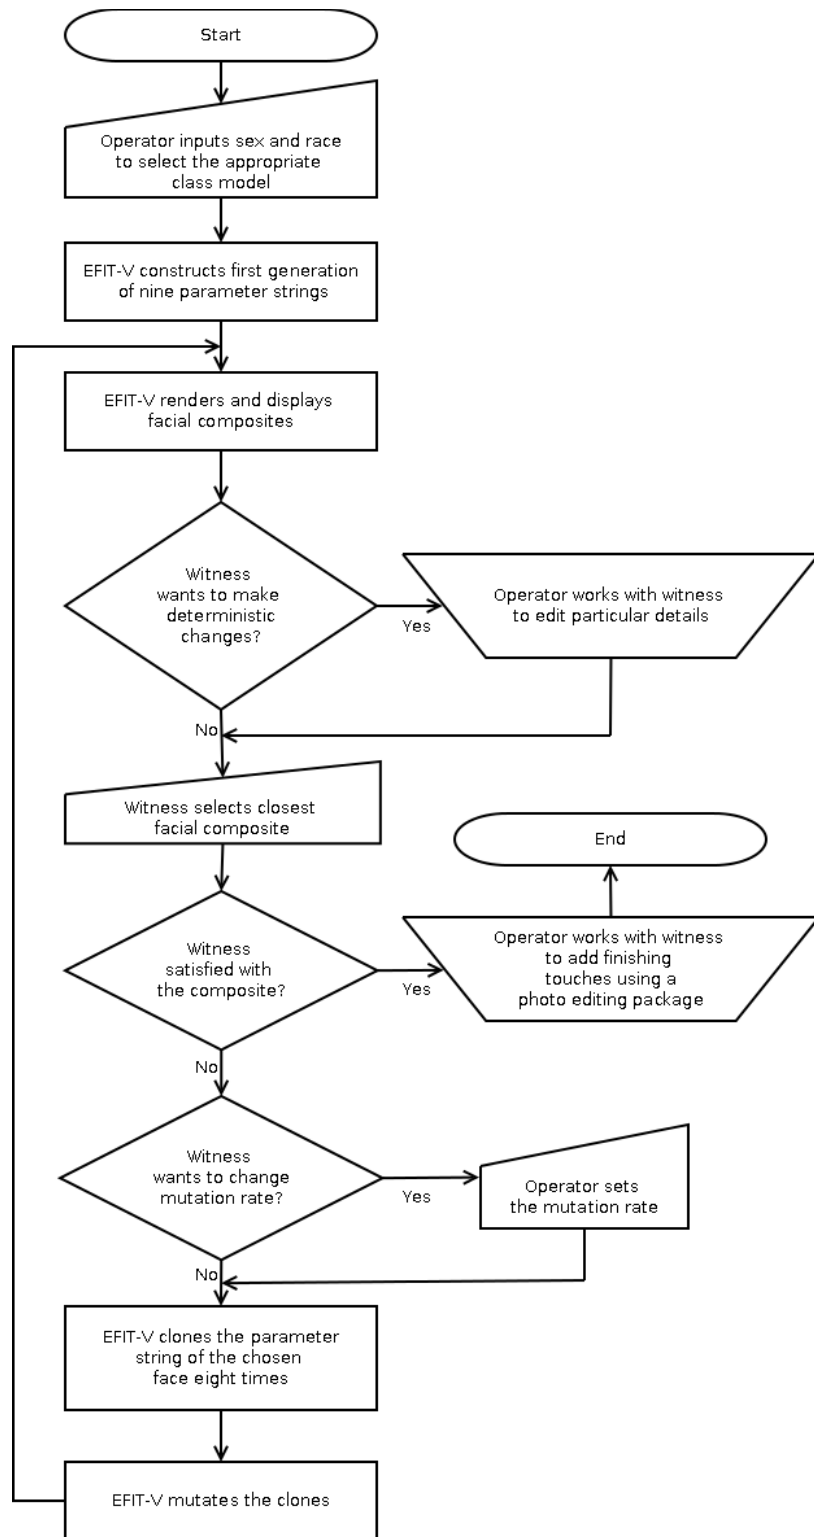 Start
Operator inputs sex and race
to select the appropriate
class model
EFIT-V constructs first generation
of nine parameter strings
EFIT-V renders and displays
facial composites
Witness
wants to make
deterministic
changes?
Yes
Operator works with witness
to edit particular details
No
Witness selects closest
facial composite
End
Witness
satisfied with
the composite?
Yes
Operator works with witness
to add finishing
touches using a
photo editing package
No
Witness
wants to change
mutation rate?
Yes
Operator sets
the mutation rate
No
EFIT-V clones the parameter
string of the chosen
face eight times
EFIT-V mutates the clones